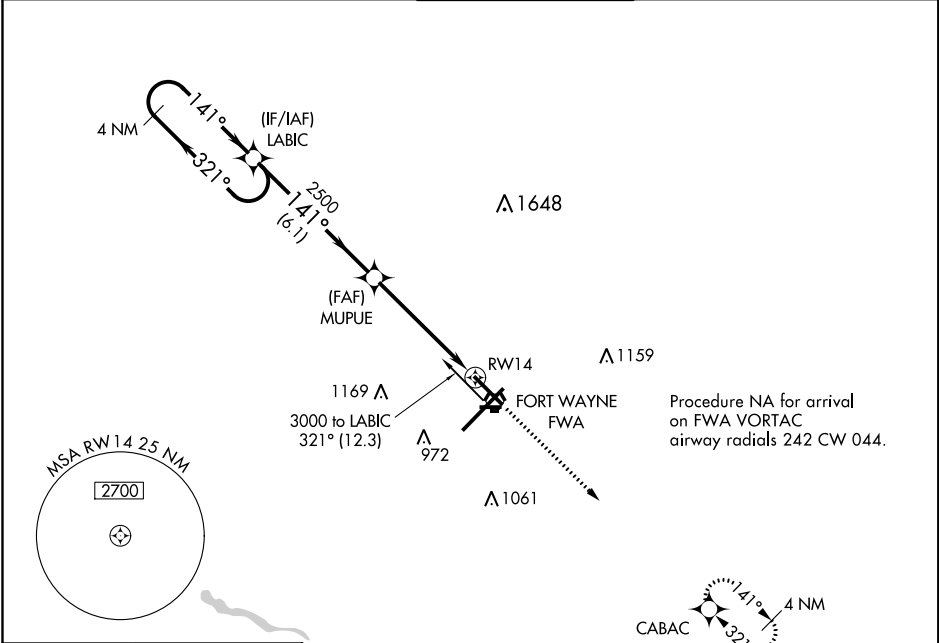 141°
(IF/IAF)
LABIC
4 NM
321°
2500
141°
(6.1)
1648
(FAF)
MUPUE
RW14
1159
1169
FORT WAYNE
FWA
3000 to LABIC
321° (12.3)
972
Procedure NA for arrival
on FWA VORTAC
airway radials 242 CW 044.
MSA RW 14 25 NM
2700
1061
141°
4 NM
CABAC